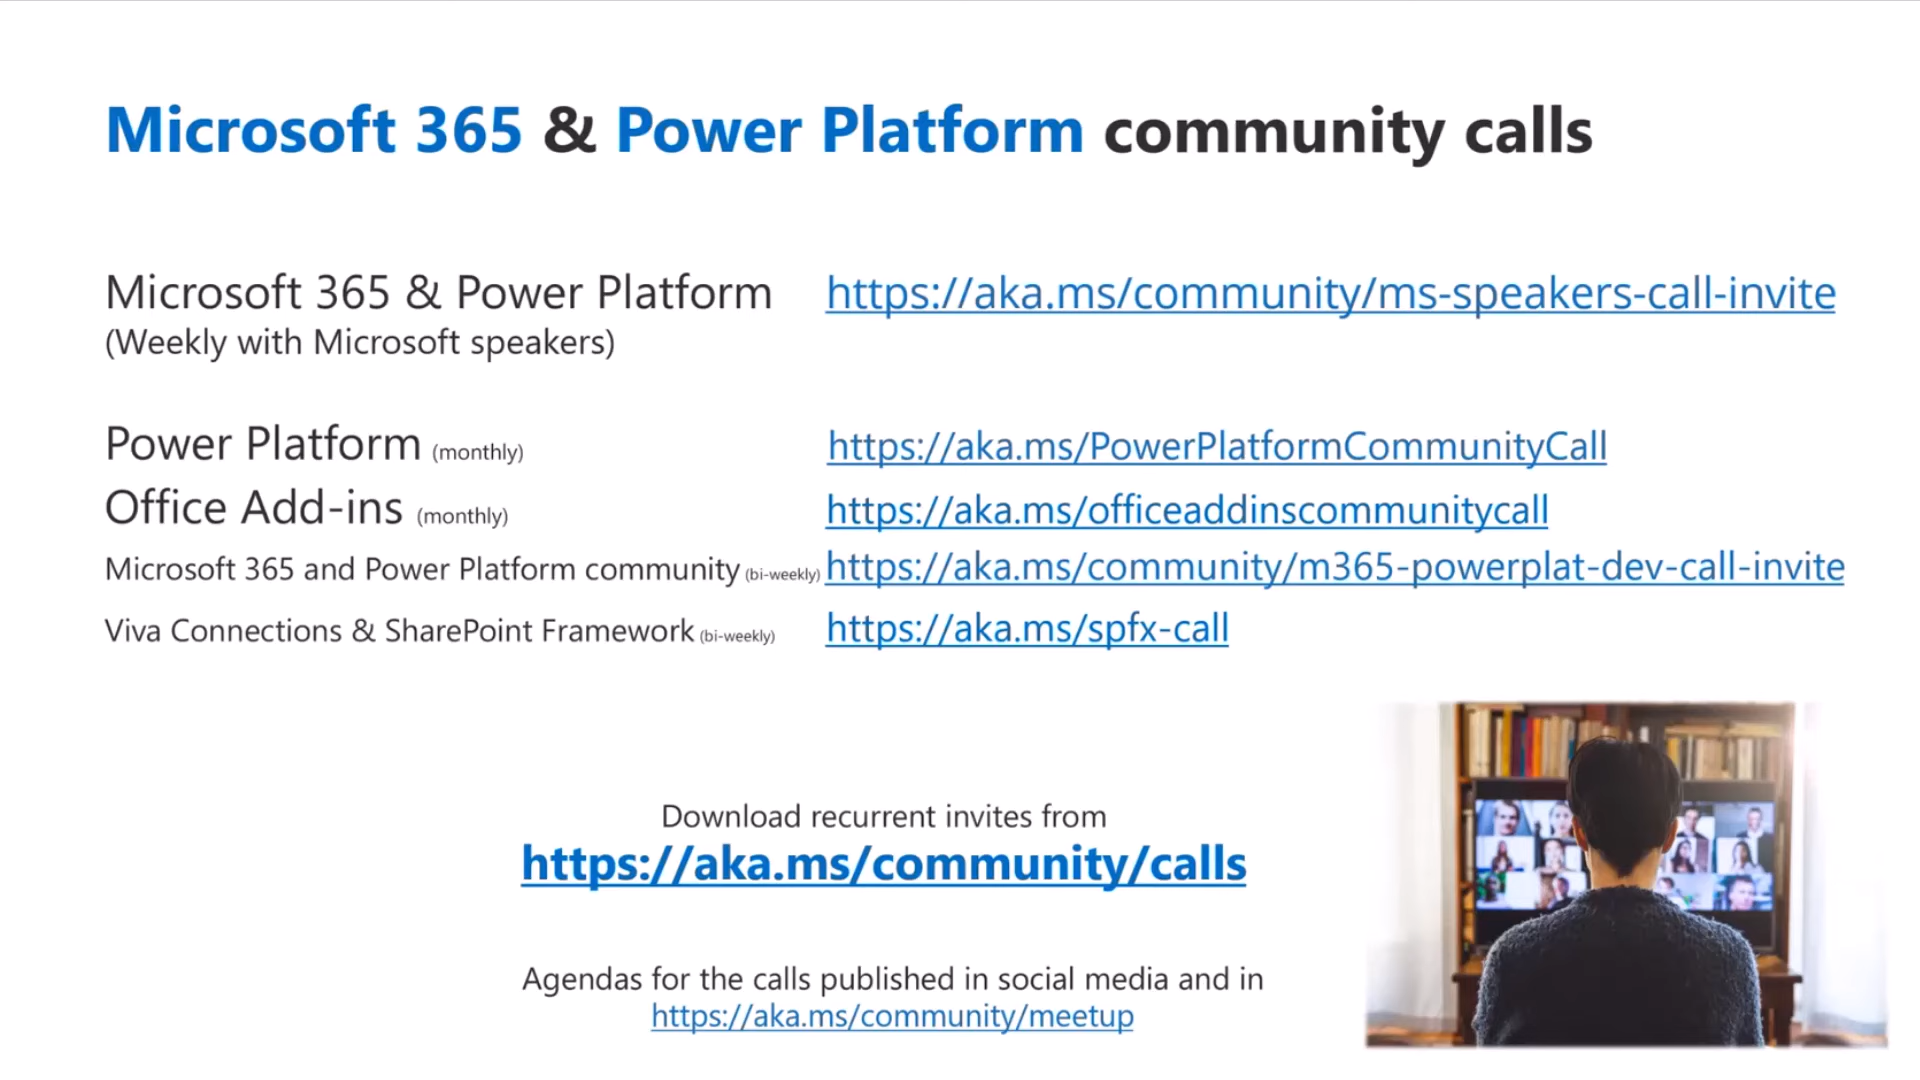 Microsoft 365 & Power Platform community calls
Microsoft 365 & Power Platform https://aka.ms/community/ms-speakers-call-invite
(Weekly with Microsoft speakers)
Power Platform (monthly) https://aka.ms/PowerPlatformCommunityCall
Office Add-ins (monthly) https://aka.ms/officeaddinscommunitycall
Microsoft 365 and Power Platform community (bi-weekly) https://aka.ms/community/m365-powerplat-dev-call-invite
Viva Connections & SharePoint Framework (bi-weekly) https://aka.ms/spfx-call
Download recurrent invites from
https://aka.ms/community/calls
Agendas for the calls published in social media and in
https://aka.ms/community/meetup